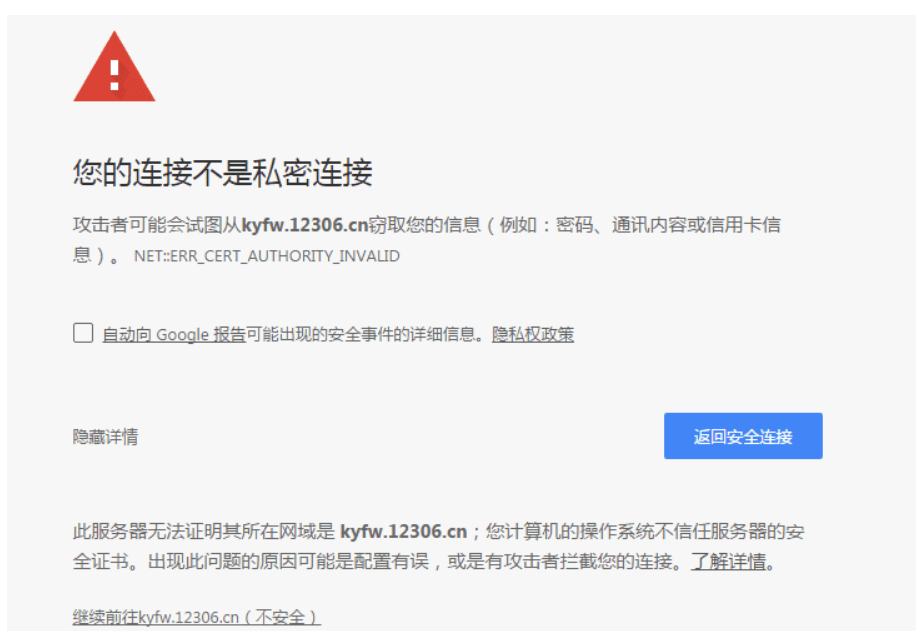 您的连接不是私密连接
攻击者可能会试图从kyfw.12306.cn窃取您的信息（例如：密码、通讯内容或信用卡信
息）。 NET::ERR_CERT_AUTHORITY_INVALID
自动向 Google 报告可能出现的安全事件的详细信息。隐私权政策
隐藏详情
返回安全连接
此服务器无法证明其所在网域是 kyfw.12306.cn；您计算机的操作系统不信任服务器的安
全证书。出现此问题的原因可能是配置有误，或是有攻击者拦截您的连接。了解详情。
继续前往kyfw.12306.cn（不安全）